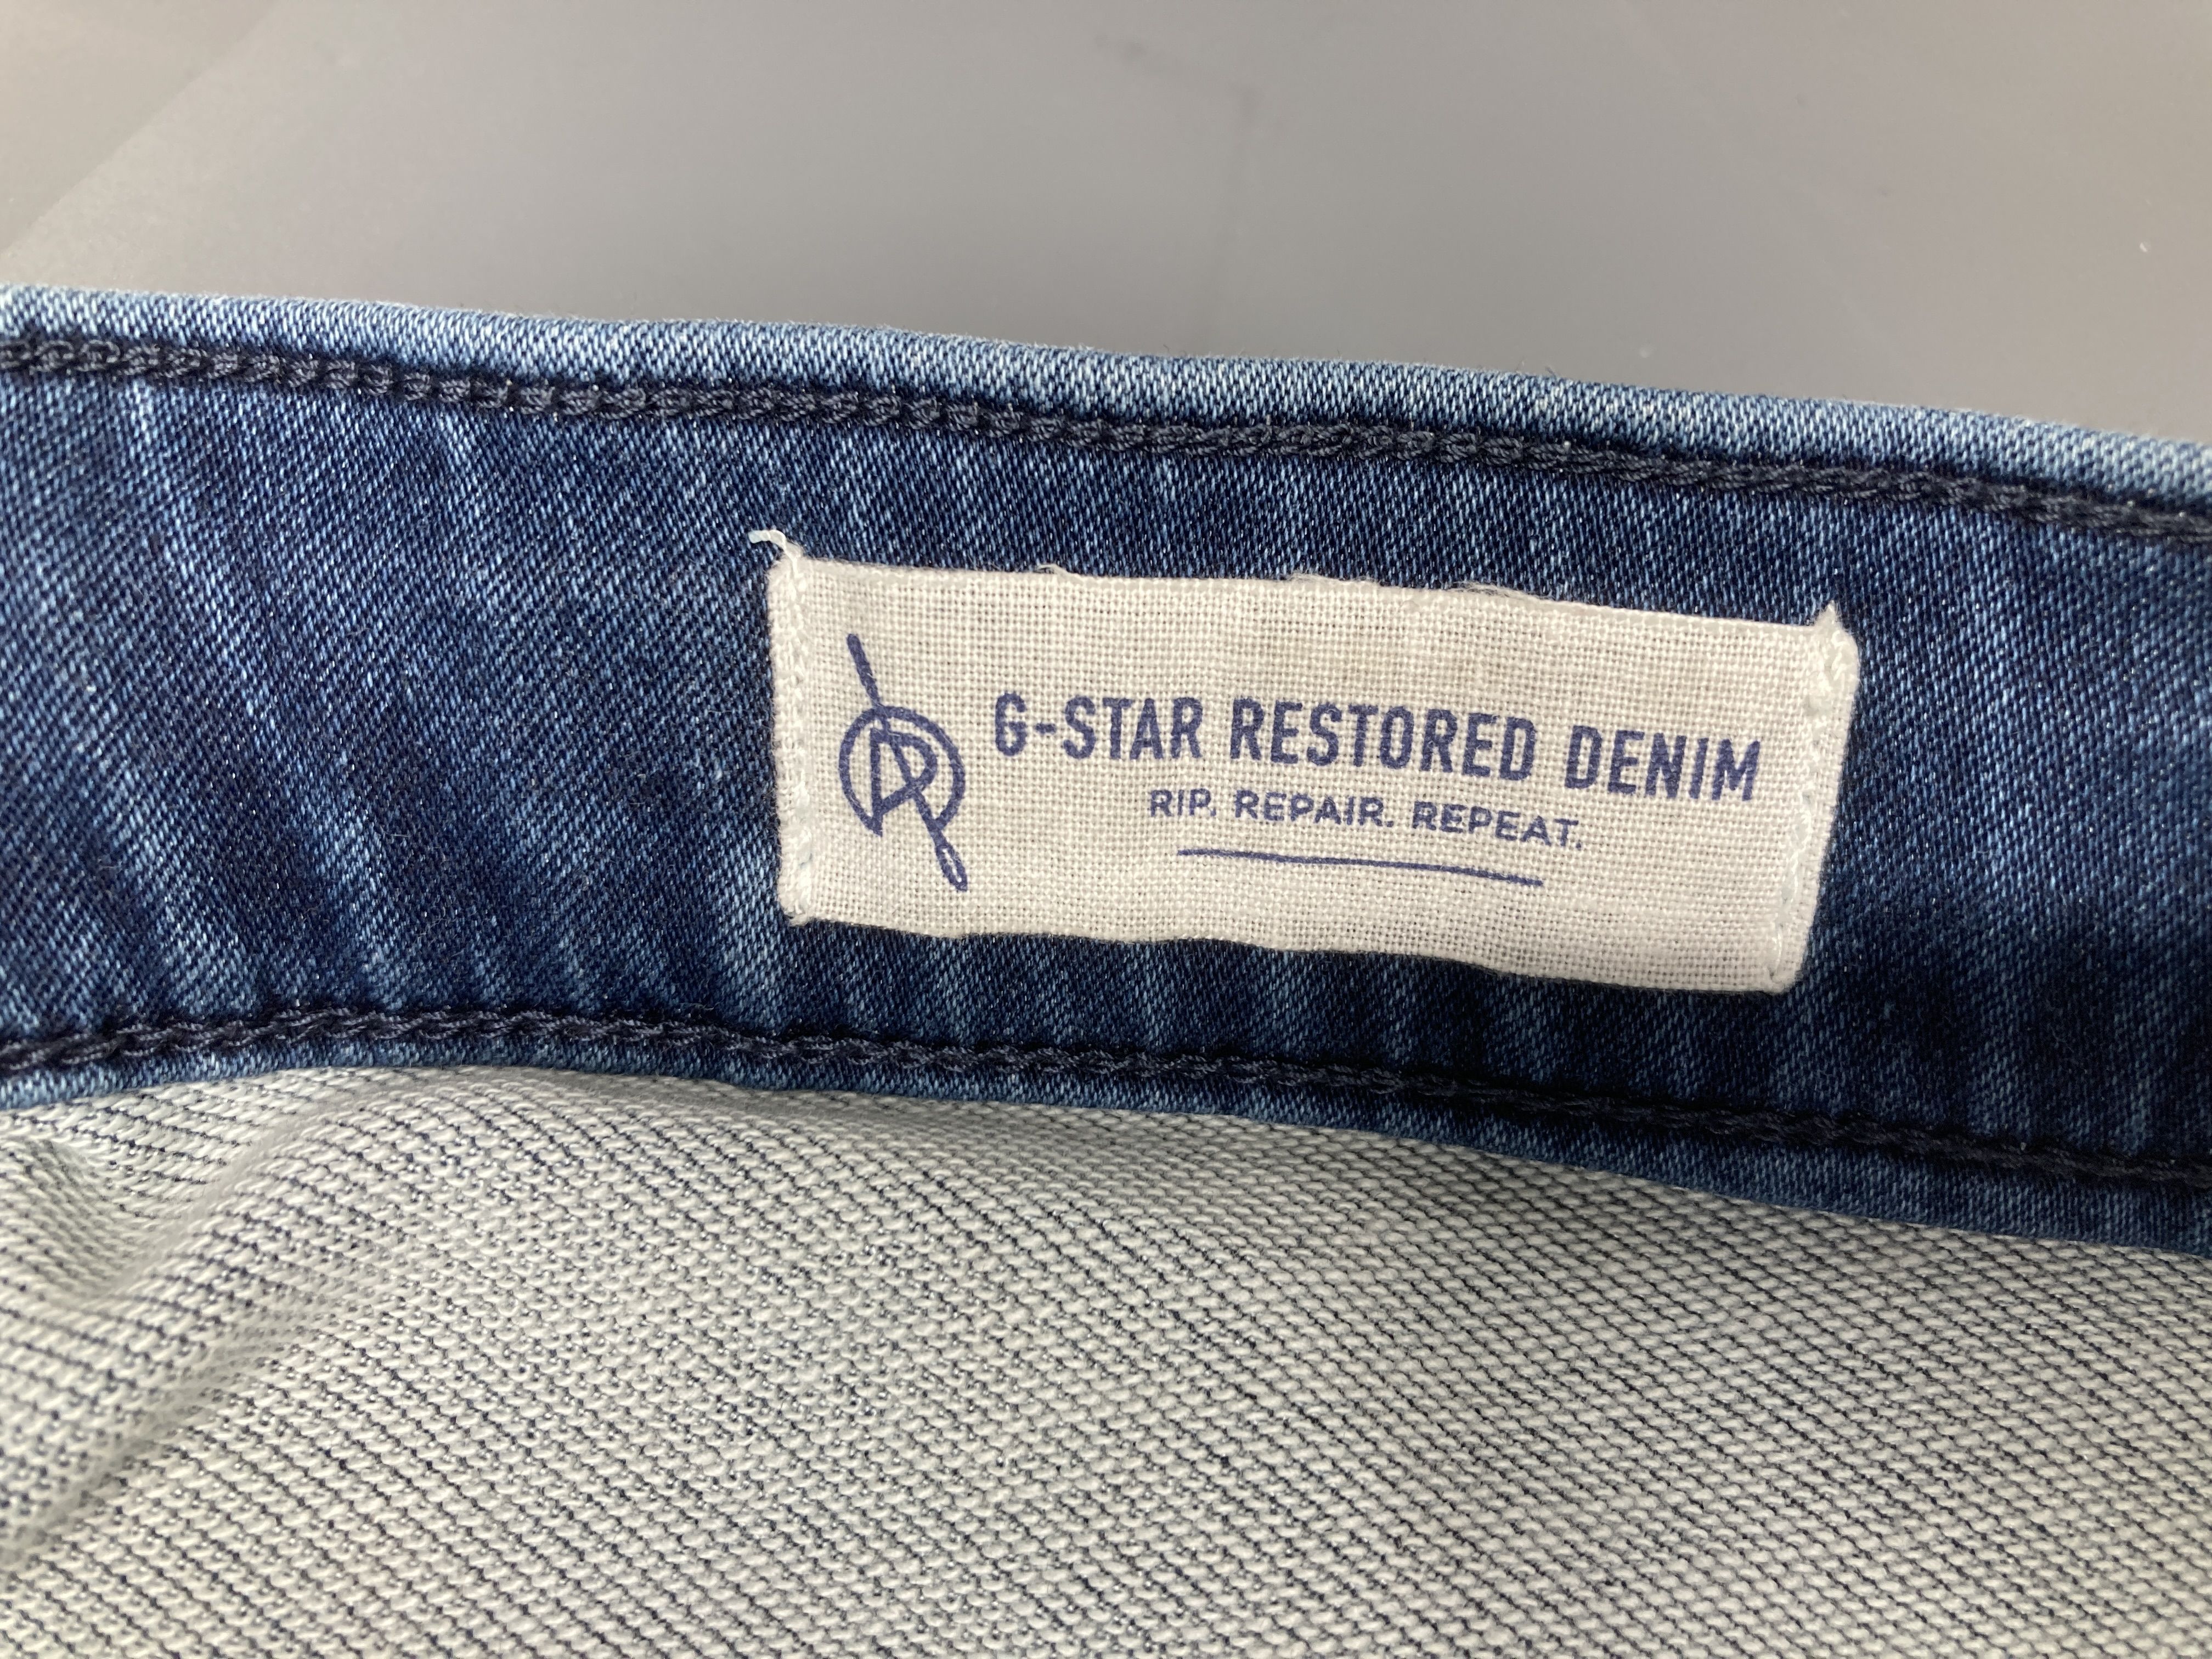 G-STAR RESTORED DENIM
RIP. REPAIR. REPEAT.